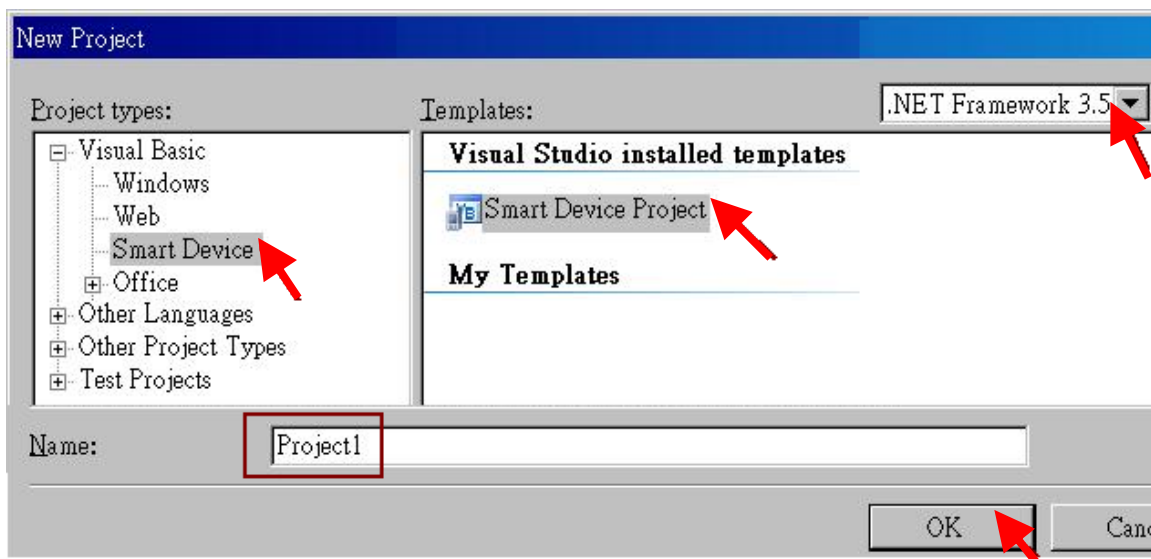 New Project
Project types:
Templates:
.NET Framework 3.5
Visual Basic
Windows
Web
Smart Device
Office
Other Languages
Other Project Types
Test Projects
Visual Studio installed templates
Smart Device Project
My Templates
Name:
Project1
OK
Canc